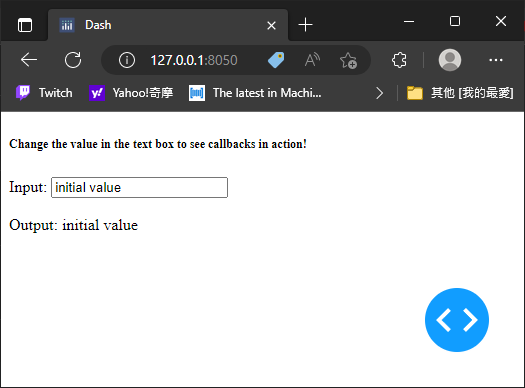 Dash
127.0.0.1:8050
Twitch
Yahoo!奇摩
The latest in Machi...
其他 [我的最愛]
Change the value in the text box to see callbacks in action!
Input: initial value
Output: initial value